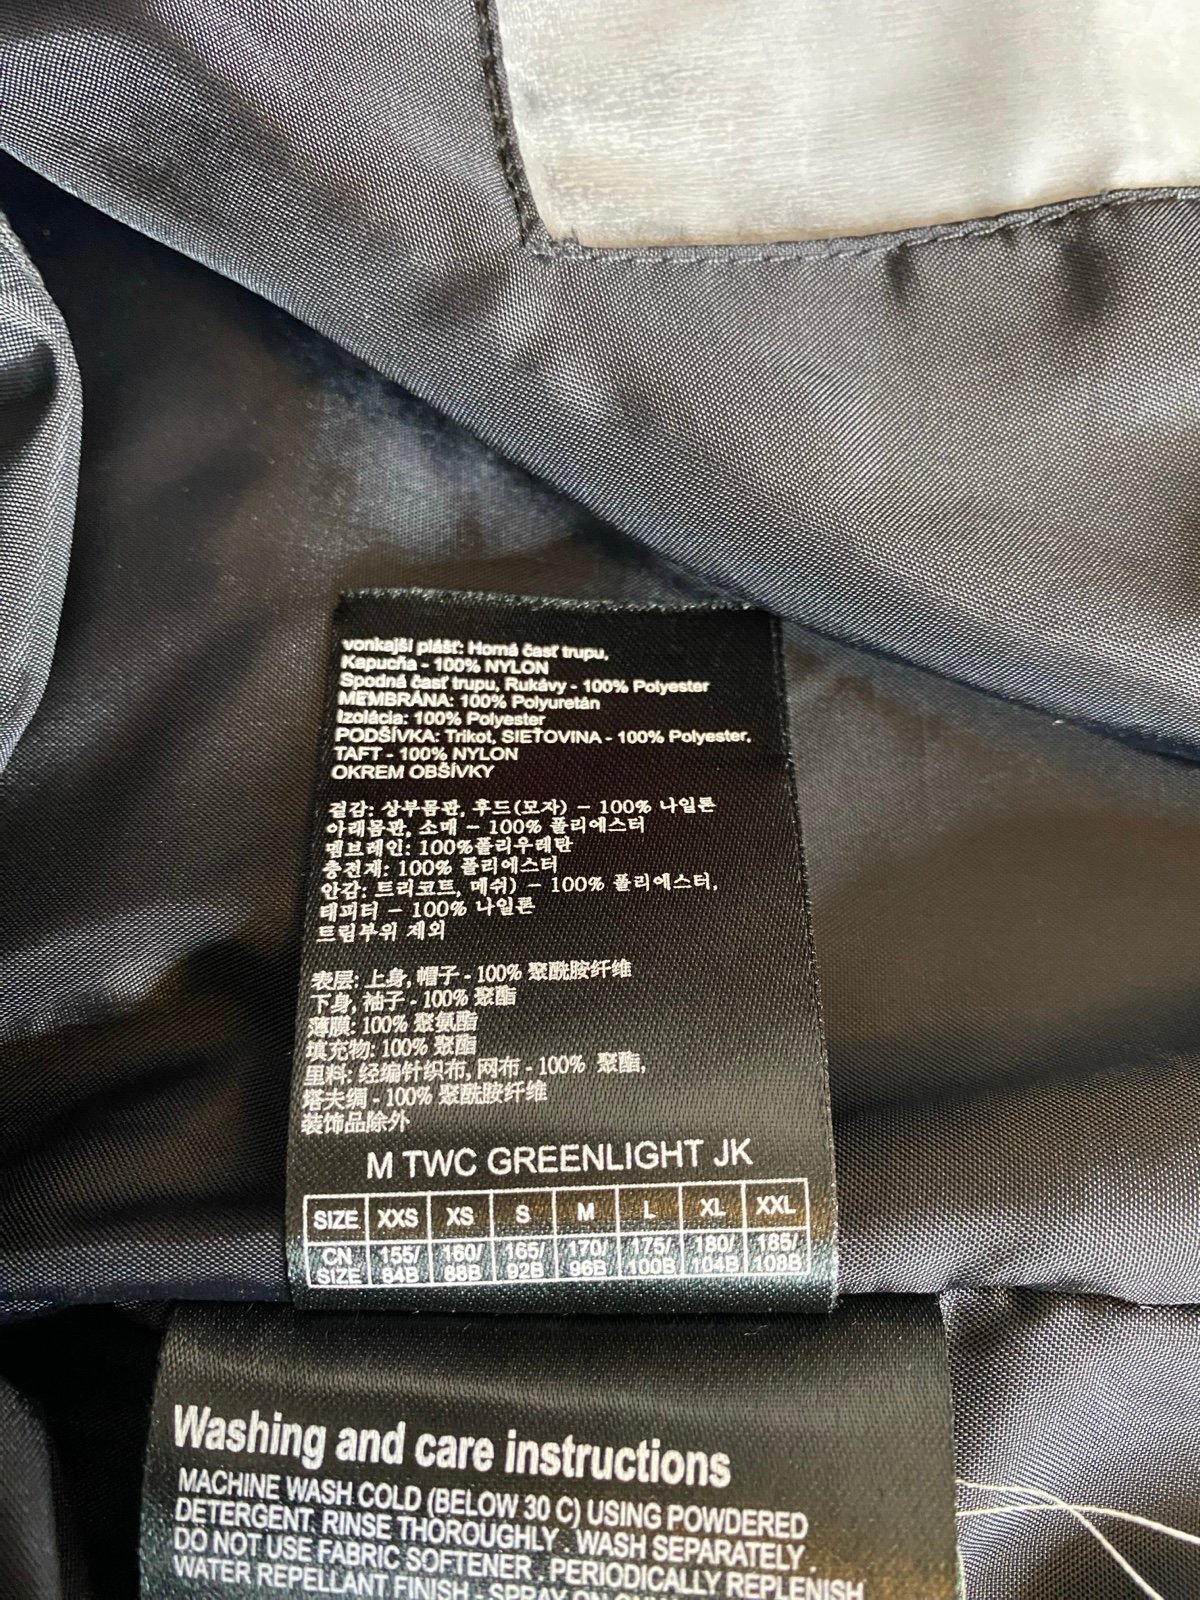 vonkajší plášť: Horná časť trupu,
Kapucňa - 100% NYLON
Spodná časť trupu, Rukávy - 100% Polyester
MEMBRÁNA: 100% Polyuretán
Izolácia: 100% Polyester
PODŠÍVKA: Trikot, SIEŤOVINA - 100% Polyester,
TAFT - 100% NYLON
OKREM OBŠÍVKY
겉감: 상부몸판, 후드(모자) - 100% 나일론
아래몸판, 소매 - 100% 폴리에스터
멤브레인: 100%폴리우레탄
충전재: 100% 폴리에스터
안감: 트리코트, 메쉬) - 100% 폴리에스터,
태피터 - 100% 나일론
트림부위 제외
表层: 上身, 帽子 - 100% 聚酰胺纤维
下身, 袖子 - 100% 聚酯
薄膜: 100% 聚氨酯
填充物: 100% 聚酯
里料: 经编针织布, 网布 - 100% 聚酯,
塔夫绸 - 100% 聚酰胺纤维
装饰品除外
M TWC GREENLIGHT JK
SIZE XXS XS S M L XL XXL
CN 155/ 160/ 165/ 170/ 175/ 180/ 185/
SIZE 84B 88B 92B 96B 100B 104B 108B
Washing and care instructions
MACHINE WASH COLD (BELOW 30 C) USING POWDERED
DETERGENT. RINSE THOROUGHLY . WASH SEPARATELY .
DO NOT USE FABRIC SOFTENER . PERIODICALLY REPLENISH
WATER REPELLANT FINISH - SPRAY ON